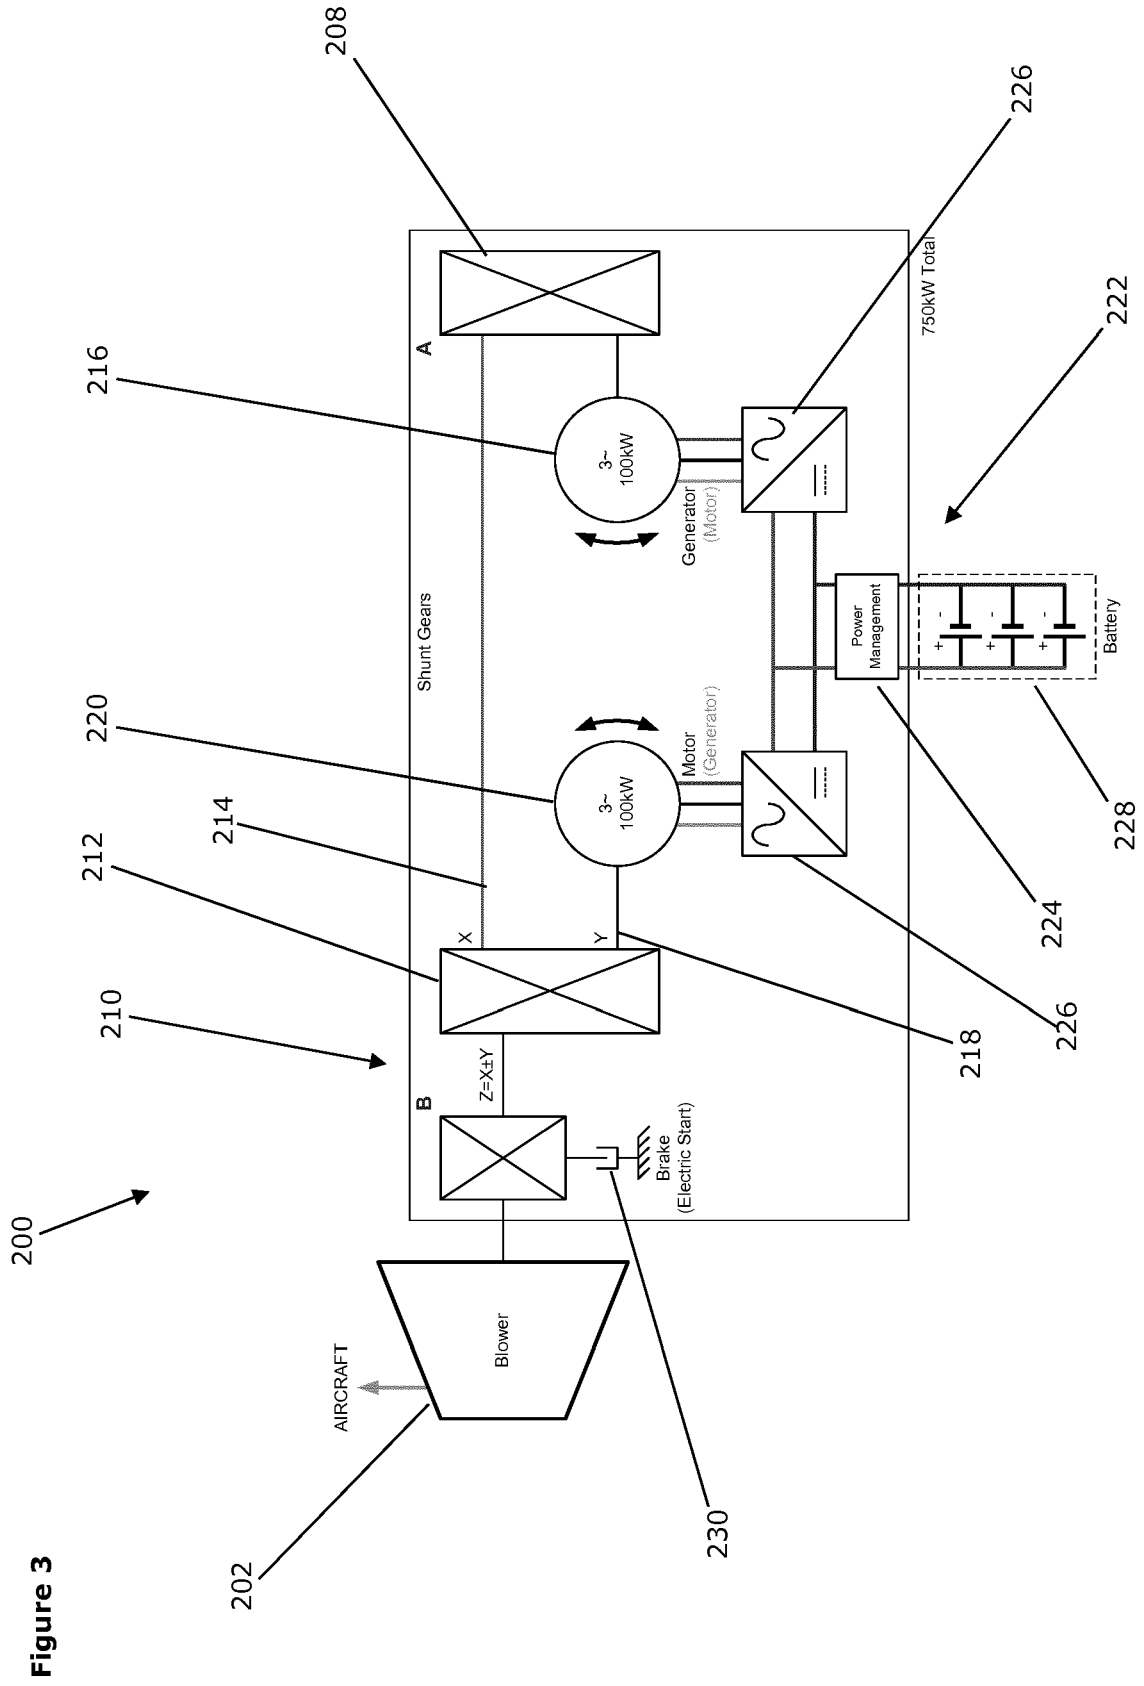 Figure 3
200
202
AIRCRAFT
Blower
230
210
B
Z=X±Y
Brake
(Electric Start)
212
214
X
Y
218
220
3~
100kW
Motor
(Generator)
226
Shunt Gears
224
Power
Management
+ -
+ -
+ -
Battery
228
222
216
3~
100kW
Generator
(Motor)
226
A
208
750kW Total